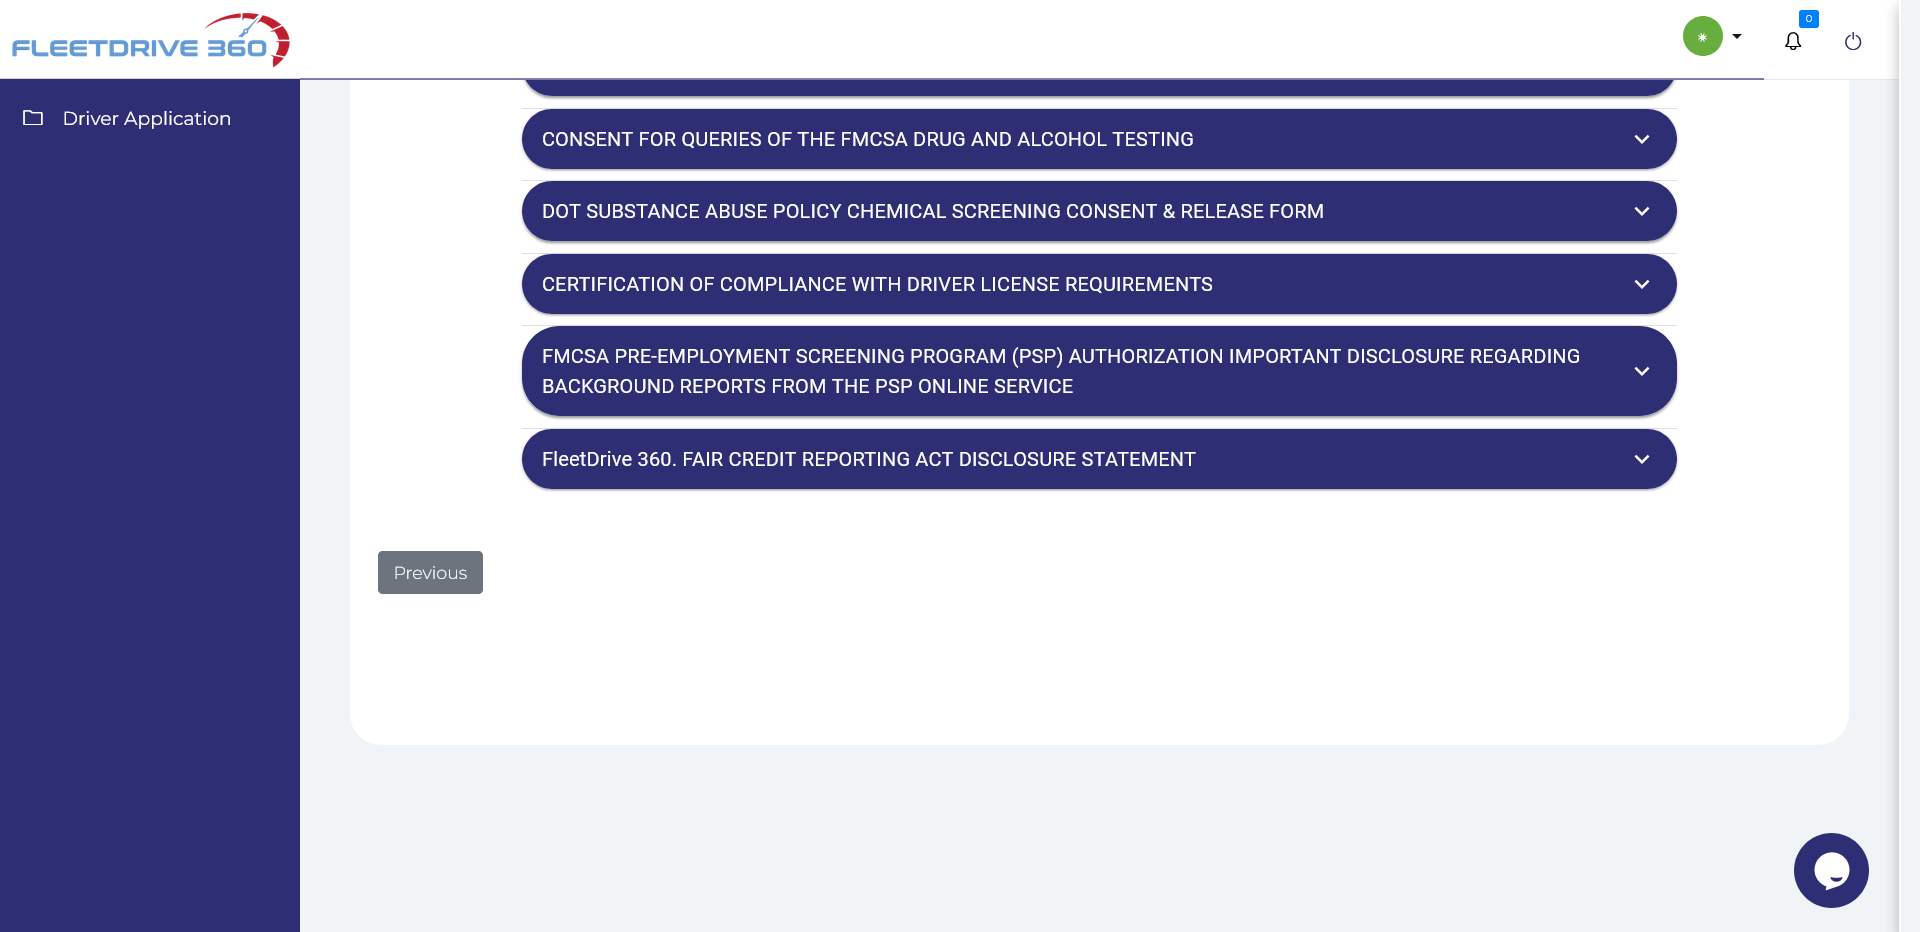 FLEETDRIVE 360
0
Driver Application
CONSENT FOR QUERIES OF THE FMCSA DRUG AND ALCOHOL TESTING
DOT SUBSTANCE ABUSE POLICY CHEMICAL SCREENING CONSENT & RELEASE FORM
CERTIFICATION OF COMPLIANCE WITH DRIVER LICENSE REQUIREMENTS
FMCSA PRE-EMPLOYMENT SCREENING PROGRAM (PSP) AUTHORIZATION IMPORTANT DISCLOSURE REGARDING
BACKGROUND REPORTS FROM THE PSP ONLINE SERVICE
FleetDrive 360. FAIR CREDIT REPORTING ACT DISCLOSURE STATEMENT
Previous